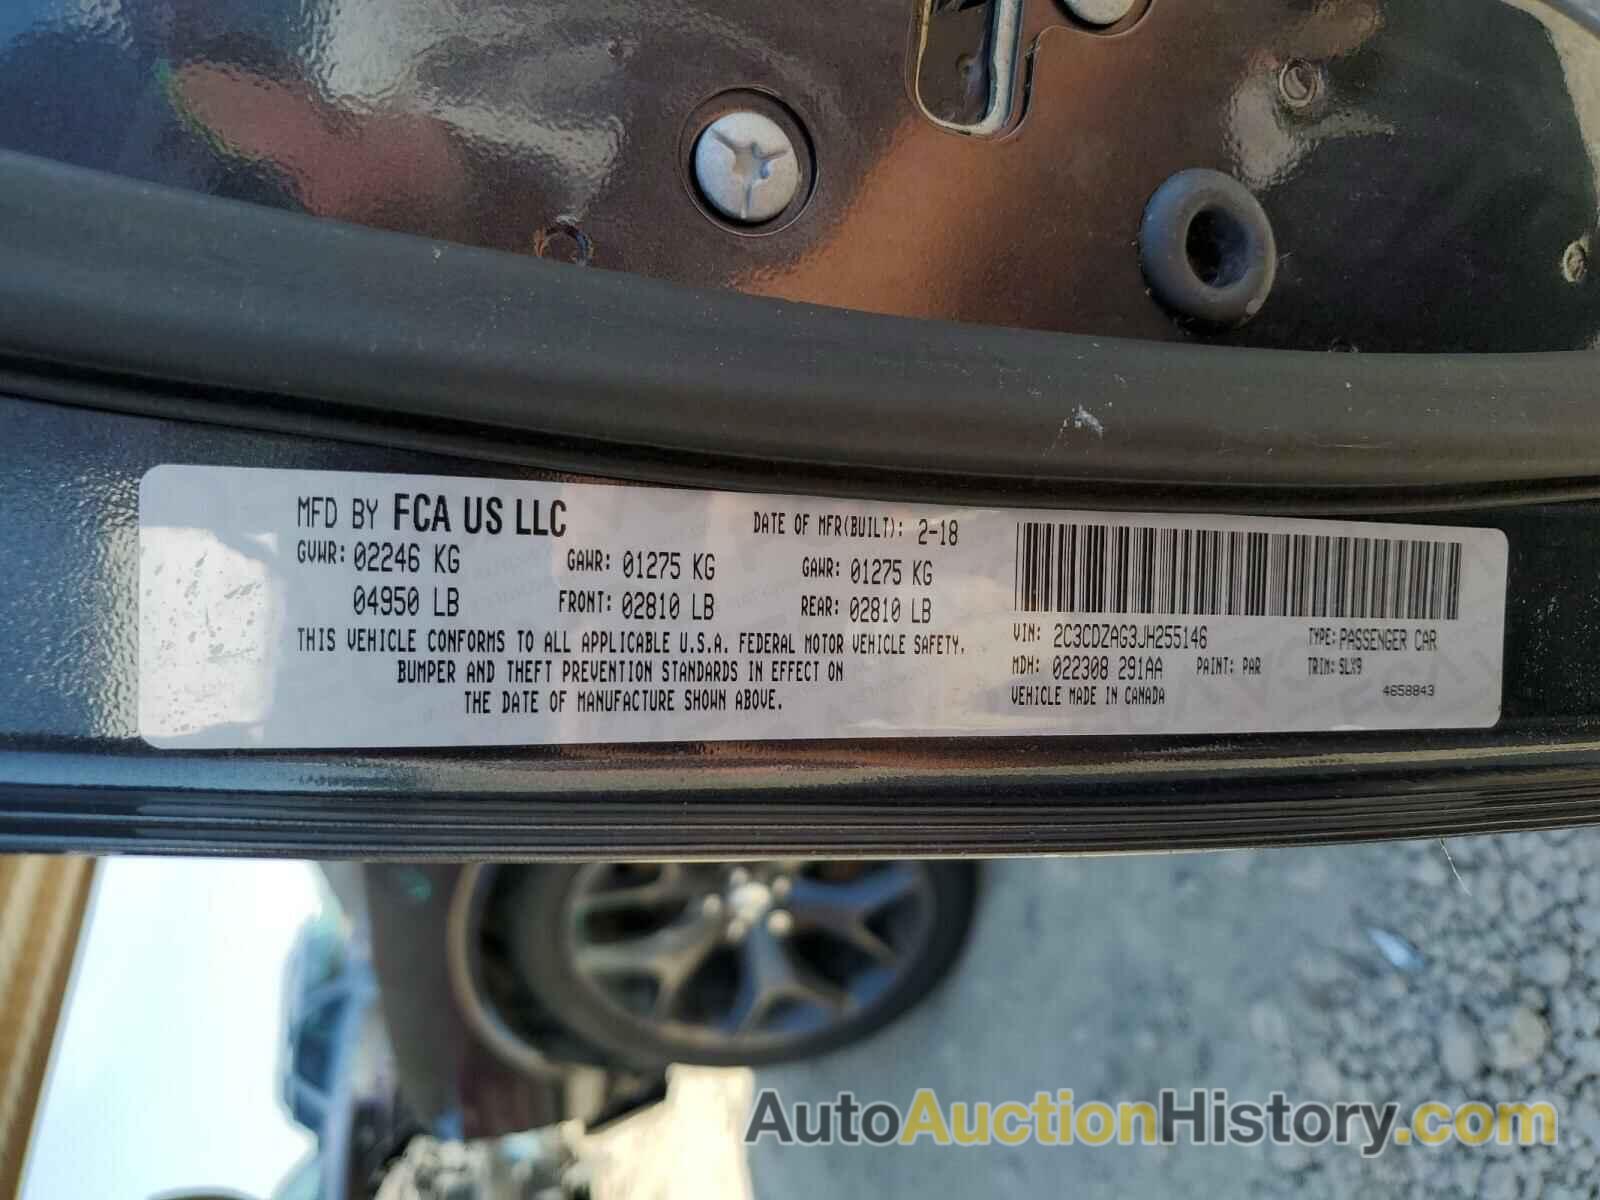 MFD BY FCA US LLC DATE OF MFR(BUILT): 2-18
GVWR: 02246 KG GAWR: 01275 KG GAWR: 01275 KG
04950 LB FRONT: 02810 LB REAR: 02810 LB
THIS VEHICLE CONFORMS TO ALL APPLICABLE U.S.A. FEDERAL MOTOR VEHICLE SAFETY,
BUMPER AND THEFT PREVENTION STANDARDS IN EFFECT ON
THE DATE OF MANUFACTURE SHOWN ABOVE.
VIN: 2C3CDZAG3JH255146 TYPE: PASSENGER CAR
MDH: 022308 291AA PAINT: PAR TRIM: SLX9
VEHICLE MADE IN CANADA 4658843
AutoAuctionHistory.com